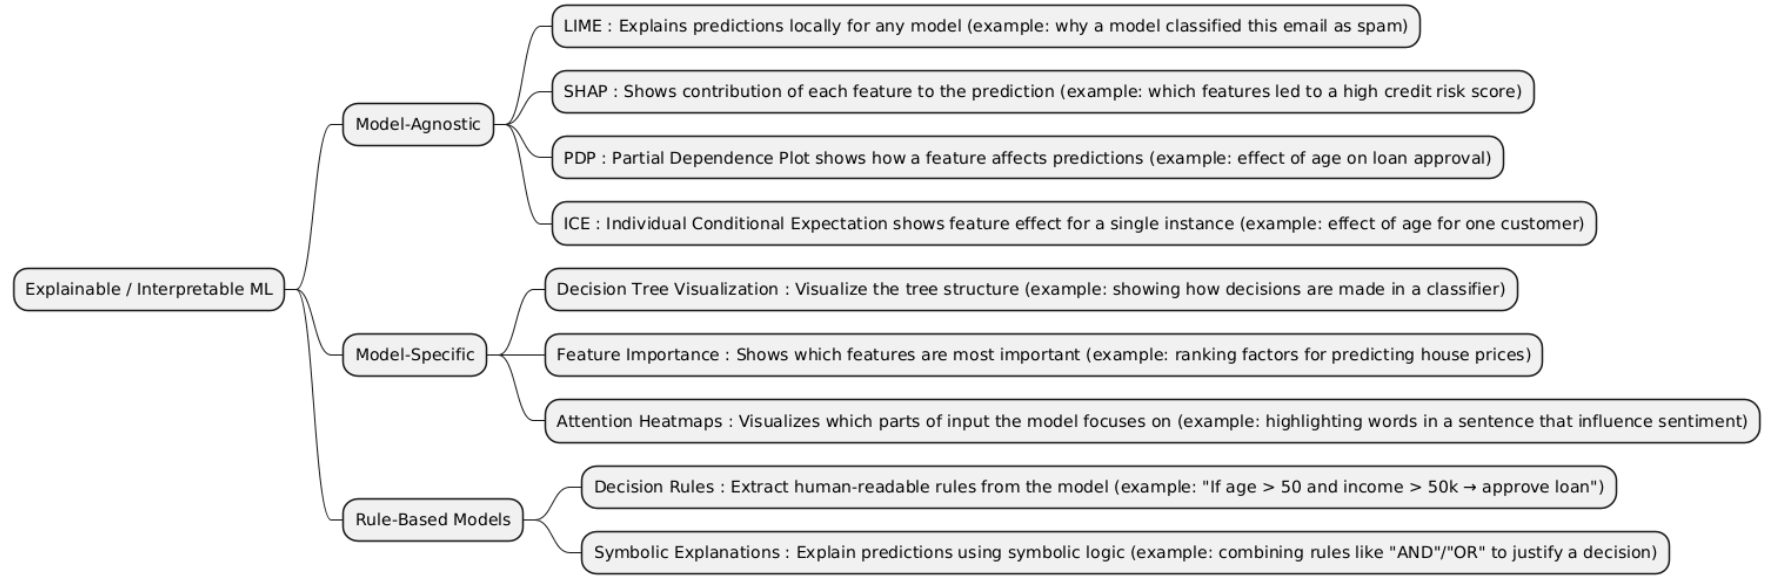 Explainable / Interpretable ML
Model-Agnostic
LIME : Explains predictions locally for any model (example: why a model classified this email as spam)
SHAP : Shows contribution of each feature to the prediction (example: which features led to a high credit risk score)
PDP : Partial Dependence Plot shows how a feature affects predictions (example: effect of age on loan approval)
ICE : Individual Conditional Expectation shows feature effect for a single instance (example: effect of age for one customer)
Model-Specific
Decision Tree Visualization : Visualize the tree structure (example: showing how decisions are made in a classifier)
Feature Importance : Shows which features are most important (example: ranking factors for predicting house prices)
Attention Heatmaps : Visualizes which parts of input the model focuses on (example: highlighting words in a sentence that influence sentiment)
Rule-Based Models
Decision Rules : Extract human-readable rules from the model (example: "If age > 50 and income > 50k → approve loan")
Symbolic Explanations : Explain predictions using symbolic logic (example: combining rules like "AND"/"OR" to justify a decision)